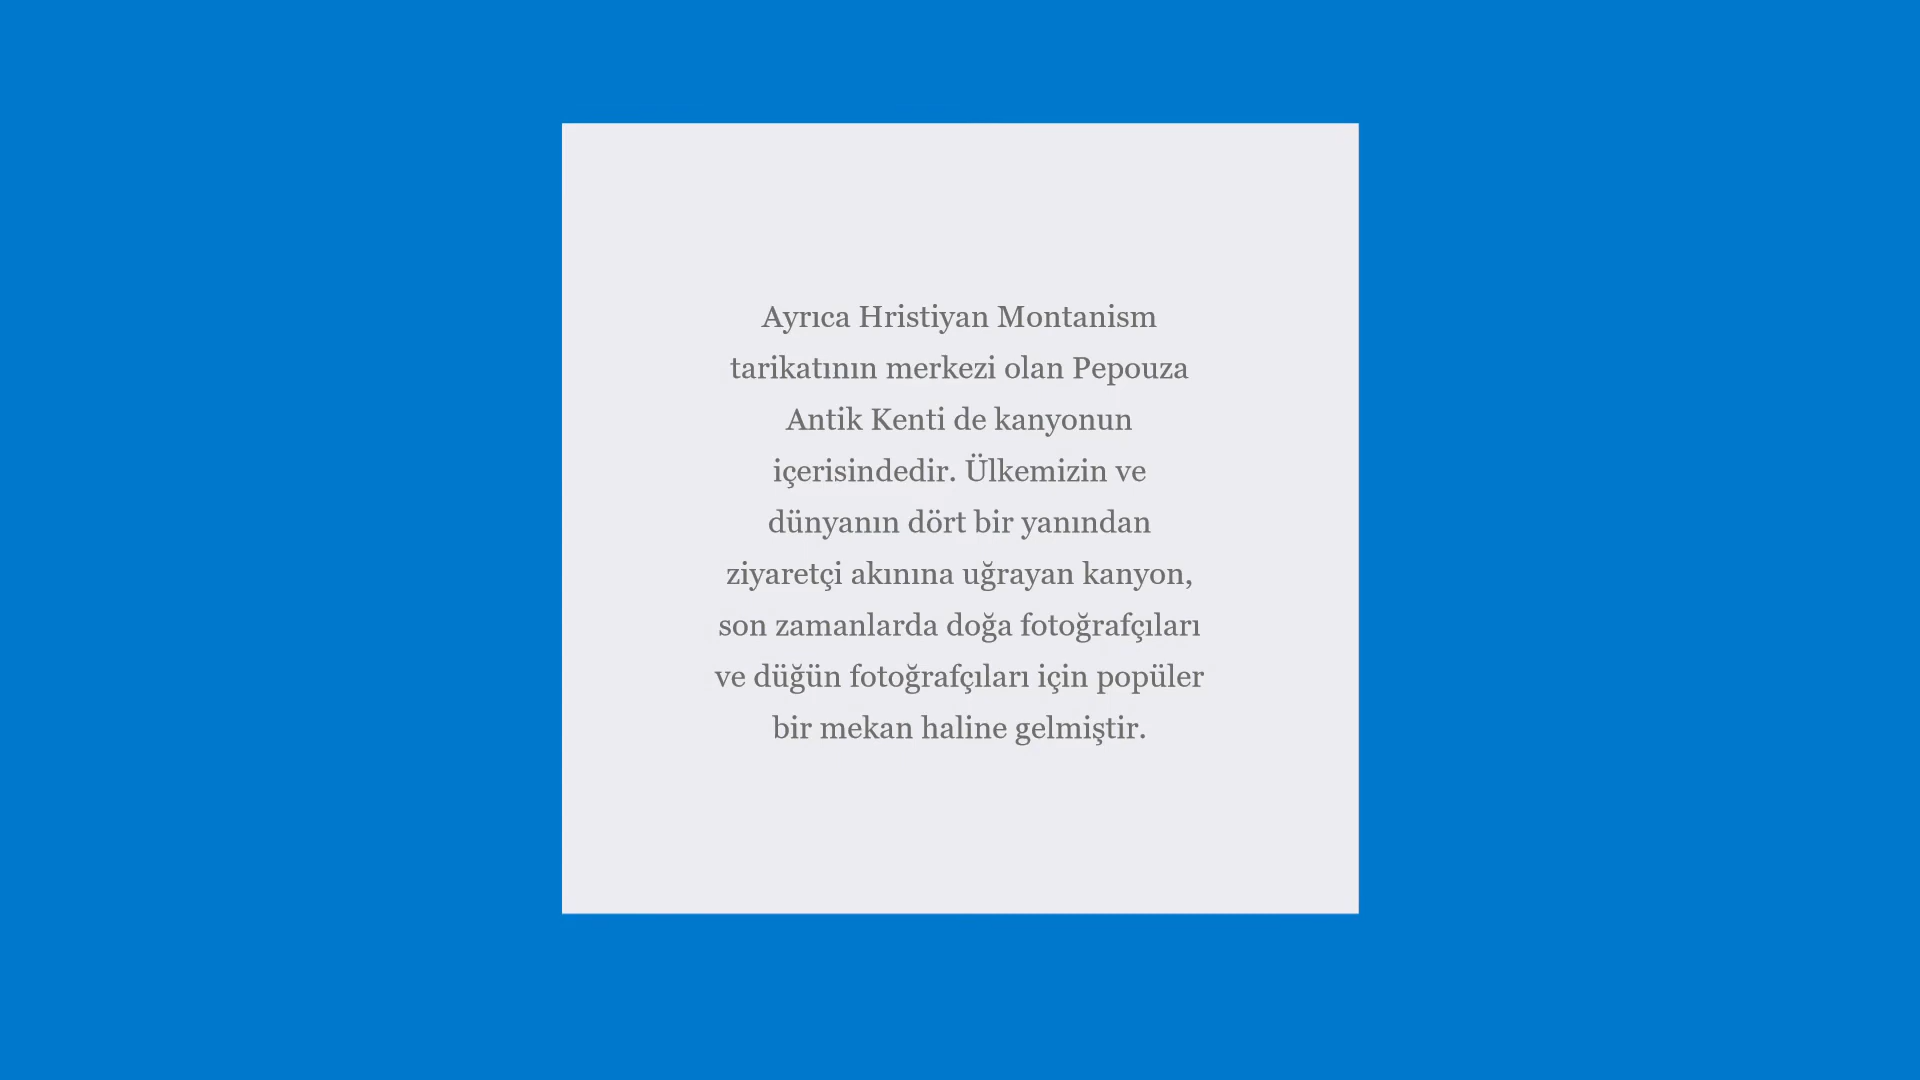 Ayrıca Hristiyan Montanism
tarikatının merkezi olan Pepouza
Antik Kenti de kanyonun
içerisindedir. Ülkemizin ve
dünyanın dört bir yanından
ziyaretçi akınına uğrayan kanyon,
son zamanlarda doğa fotoğrafçıları
ve düğün fotoğrafçıları için popüler
bir mekan haline gelmiştir.